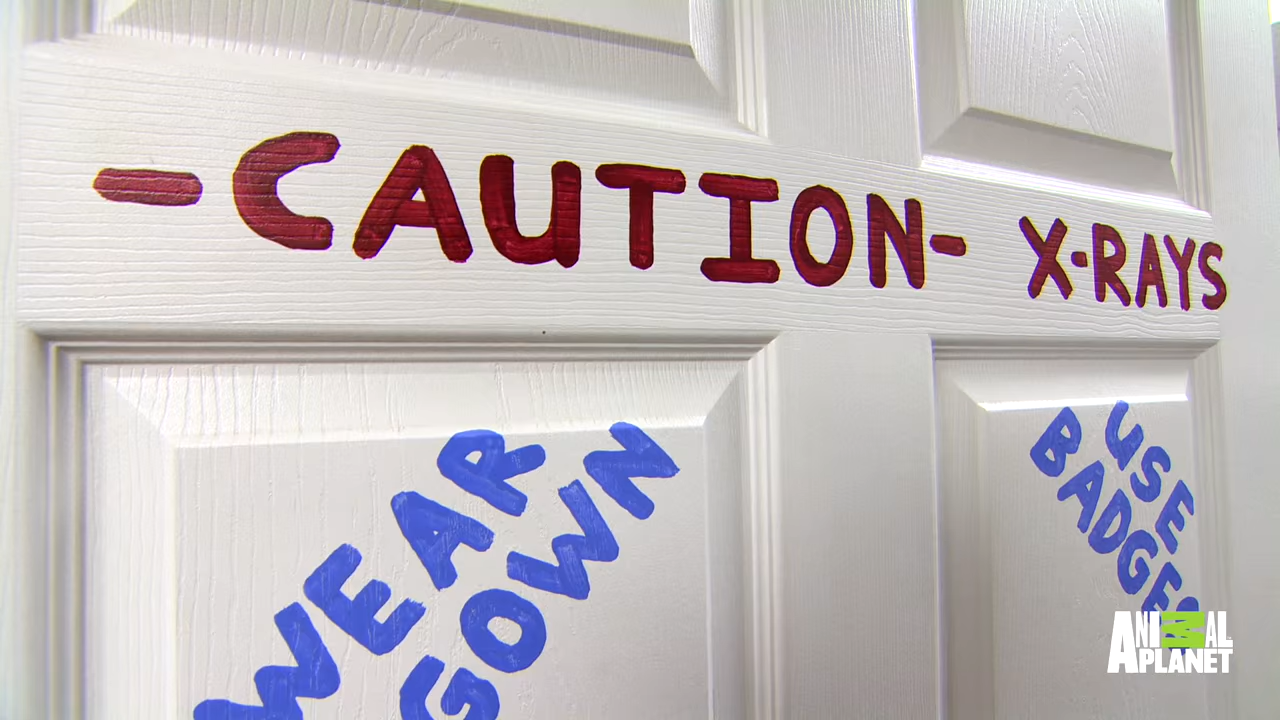 -CAUTION- X-RAYS
WEAR
GOWN
USE
BADGES
ANIMAL
PLANET